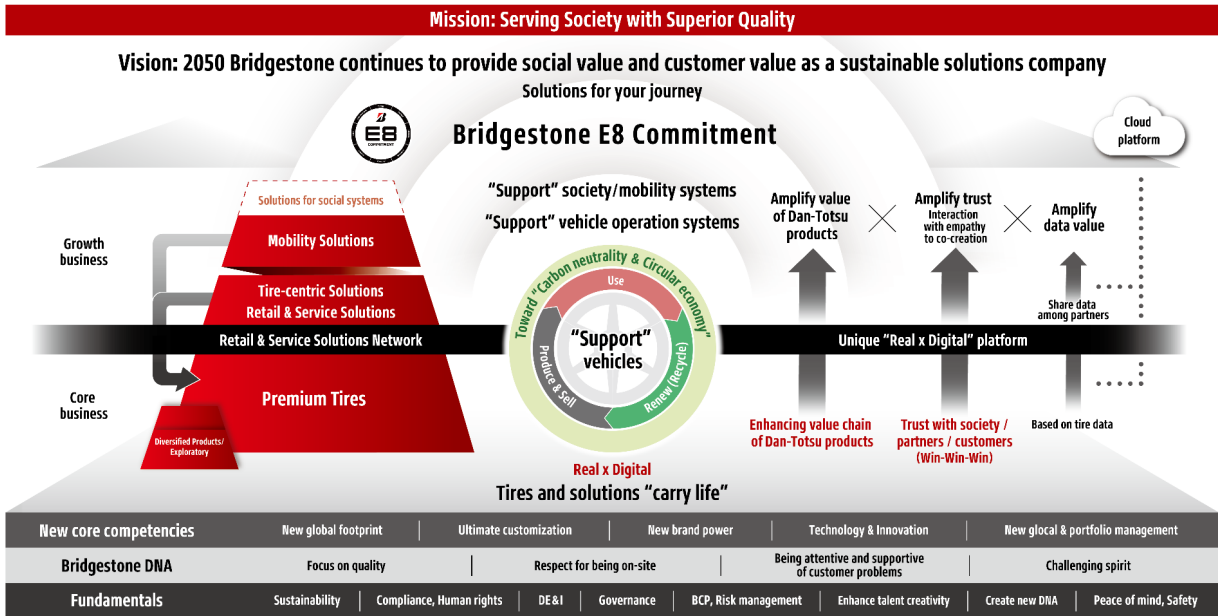 Mission: Serving Society with Superior Quality
Vision: 2050 Bridgestone continues to provide social value and customer value as a sustainable solutions company
Solutions for your journey
E8
COMMITMENT
Bridgestone E8 Commitment
Cloud
platform
Growth
business
Core
business
Solutions for social systems
Mobility Solutions
Tire-centric Solutions
Retail & Service Solutions
Retail & Service Solutions Network
Premium Tires
Diversified Products/
Exploratory
"Support" society/mobility systems
"Support" vehicle operation systems
Toward "Carbon neutrality & Circular economy"
Use
Produce & Sell
Renew (Recycle)
"Support"
vehicles
Real x Digital
Tires and solutions "carry life"
Amplify value
of Dan-Totsu
products
Amplify trust
Interaction
with empathy
to co-creation
Amplify
data value
Share data
among partners
Unique "Real x Digital" platform
Enhancing value chain
of Dan-Totsu products
Trust with society /
partners / customers
(Win-Win-Win)
Based on tire data
New core competencies
New global footprint
Ultimate customization
New brand power
Technology & Innovation
New glocal & portfolio management
Bridgestone DNA
Focus on quality
Respect for being on-site
Being attentive and supportive
of customer problems
Challenging spirit
Fundamentals
Sustainability
Compliance, Human rights
DE&I
Governance
BCP, Risk management
Enhance talent creativity
Create new DNA
Peace of mind, Safety